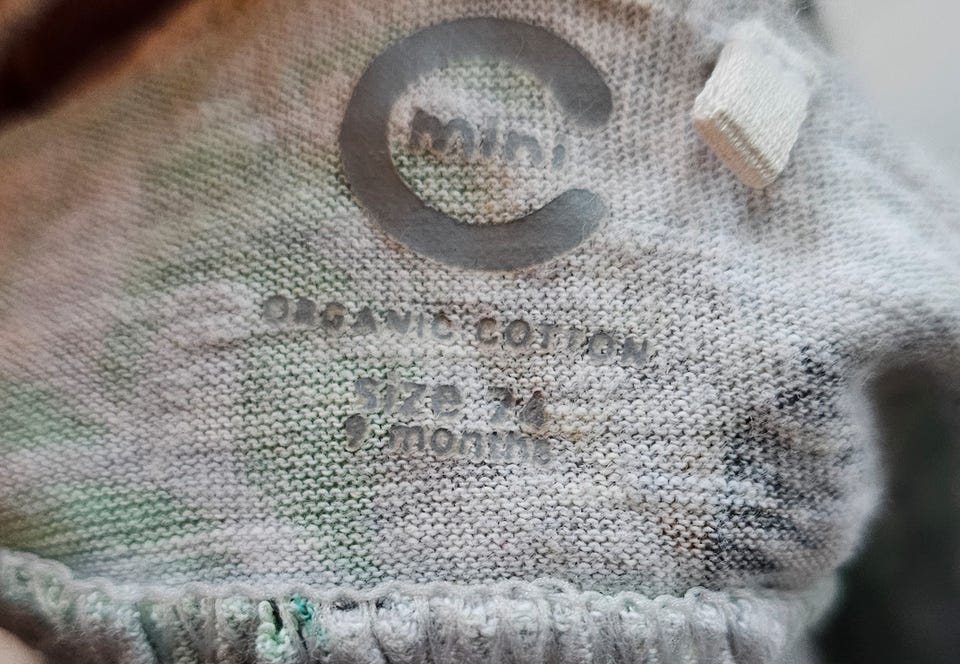 mini
ORGANIC COTTON
Size 74
9 months